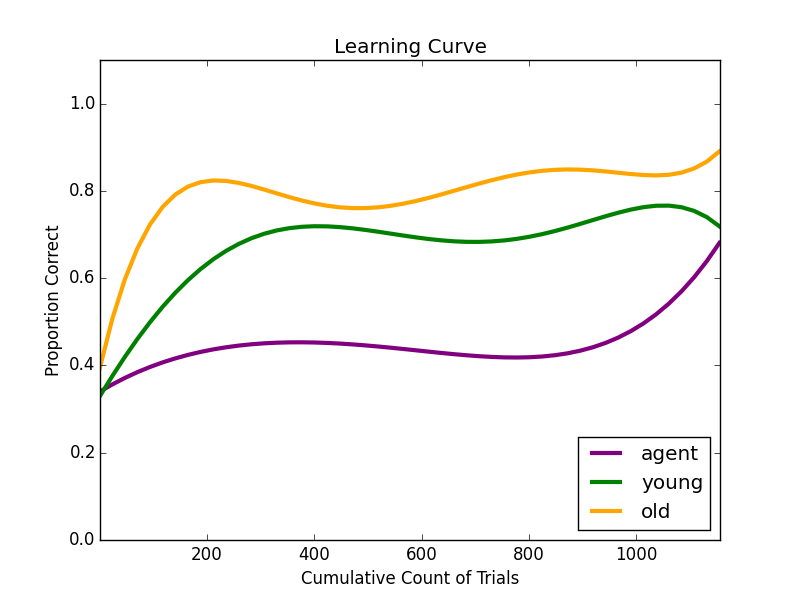 Learning Curve
1.0
0.8
0.6
0.4
0.2
0.0
Proportion Correct
200 400 600 800 1000
Cumulative Count of Trials
agent
young
old